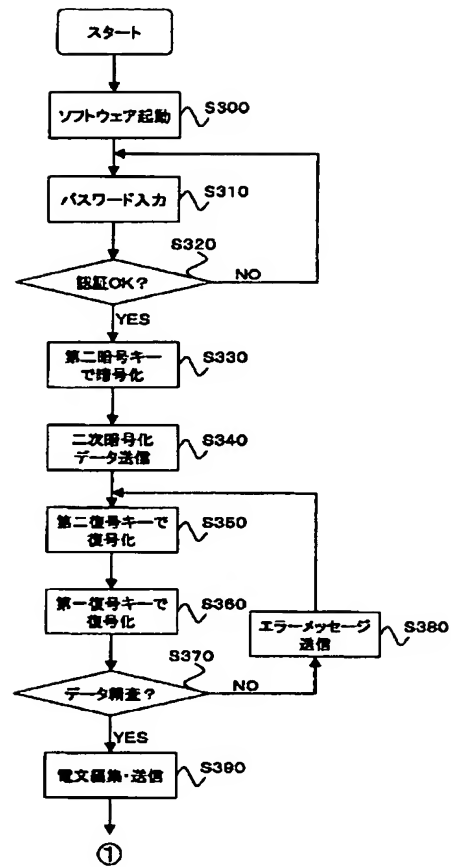 スタート
ソフトウェア起動
S300
パスワード入力
S310
S320
認証OK?
NO
YES
第二暗号キー
で暗号化
S330
二次暗号化
データ送信
S340
第二復号キーで
復号化
S350
第一復号キーで
復号化
S360
エラーメッセージ
送信
S380
S370
データ精査?
NO
YES
電文編集・送信
S390
①